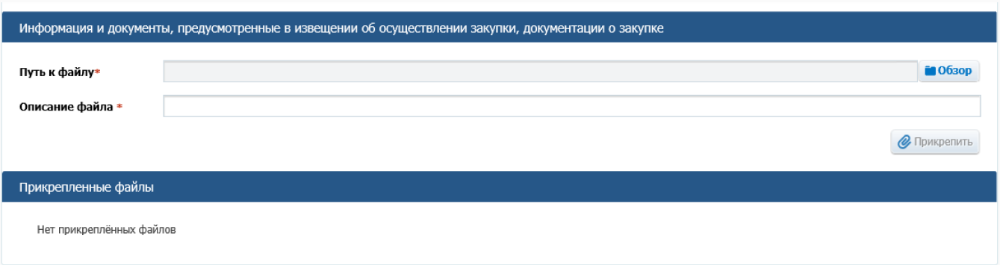 Информация и документы, предусмотренные в извещении об осуществлении закупки, документации о закупке
Путь к файлу*
Обзор
Описание файла *
Прикрепить
Прикрепленные файлы
Нет прикреплённых файлов